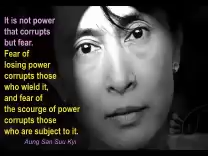 It is not power
that corrupts
but fear.
Fear of
losing power
corrupts those
who wield it,
and fear of
the scourge of power
corrupts those
who are subject to it.
Aung San Suu Kyi